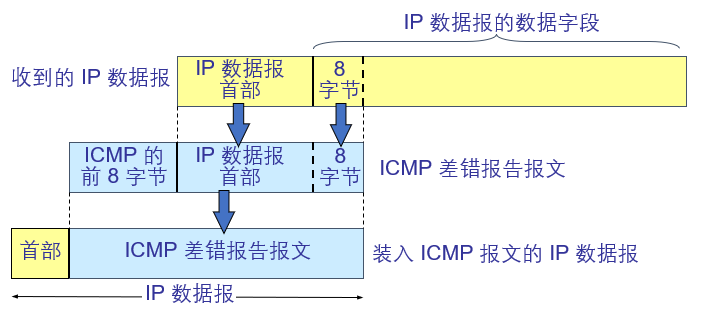 IP 数据报的数据字段
收到的 IP 数据报
IP 数据报
首部
8
字节
ICMP 的
前 8 字节
IP 数据报
首部
8
字节
ICMP 差错报告报文
首部
ICMP 差错报告报文
装入 ICMP 报文的 IP 数据报
IP 数据报